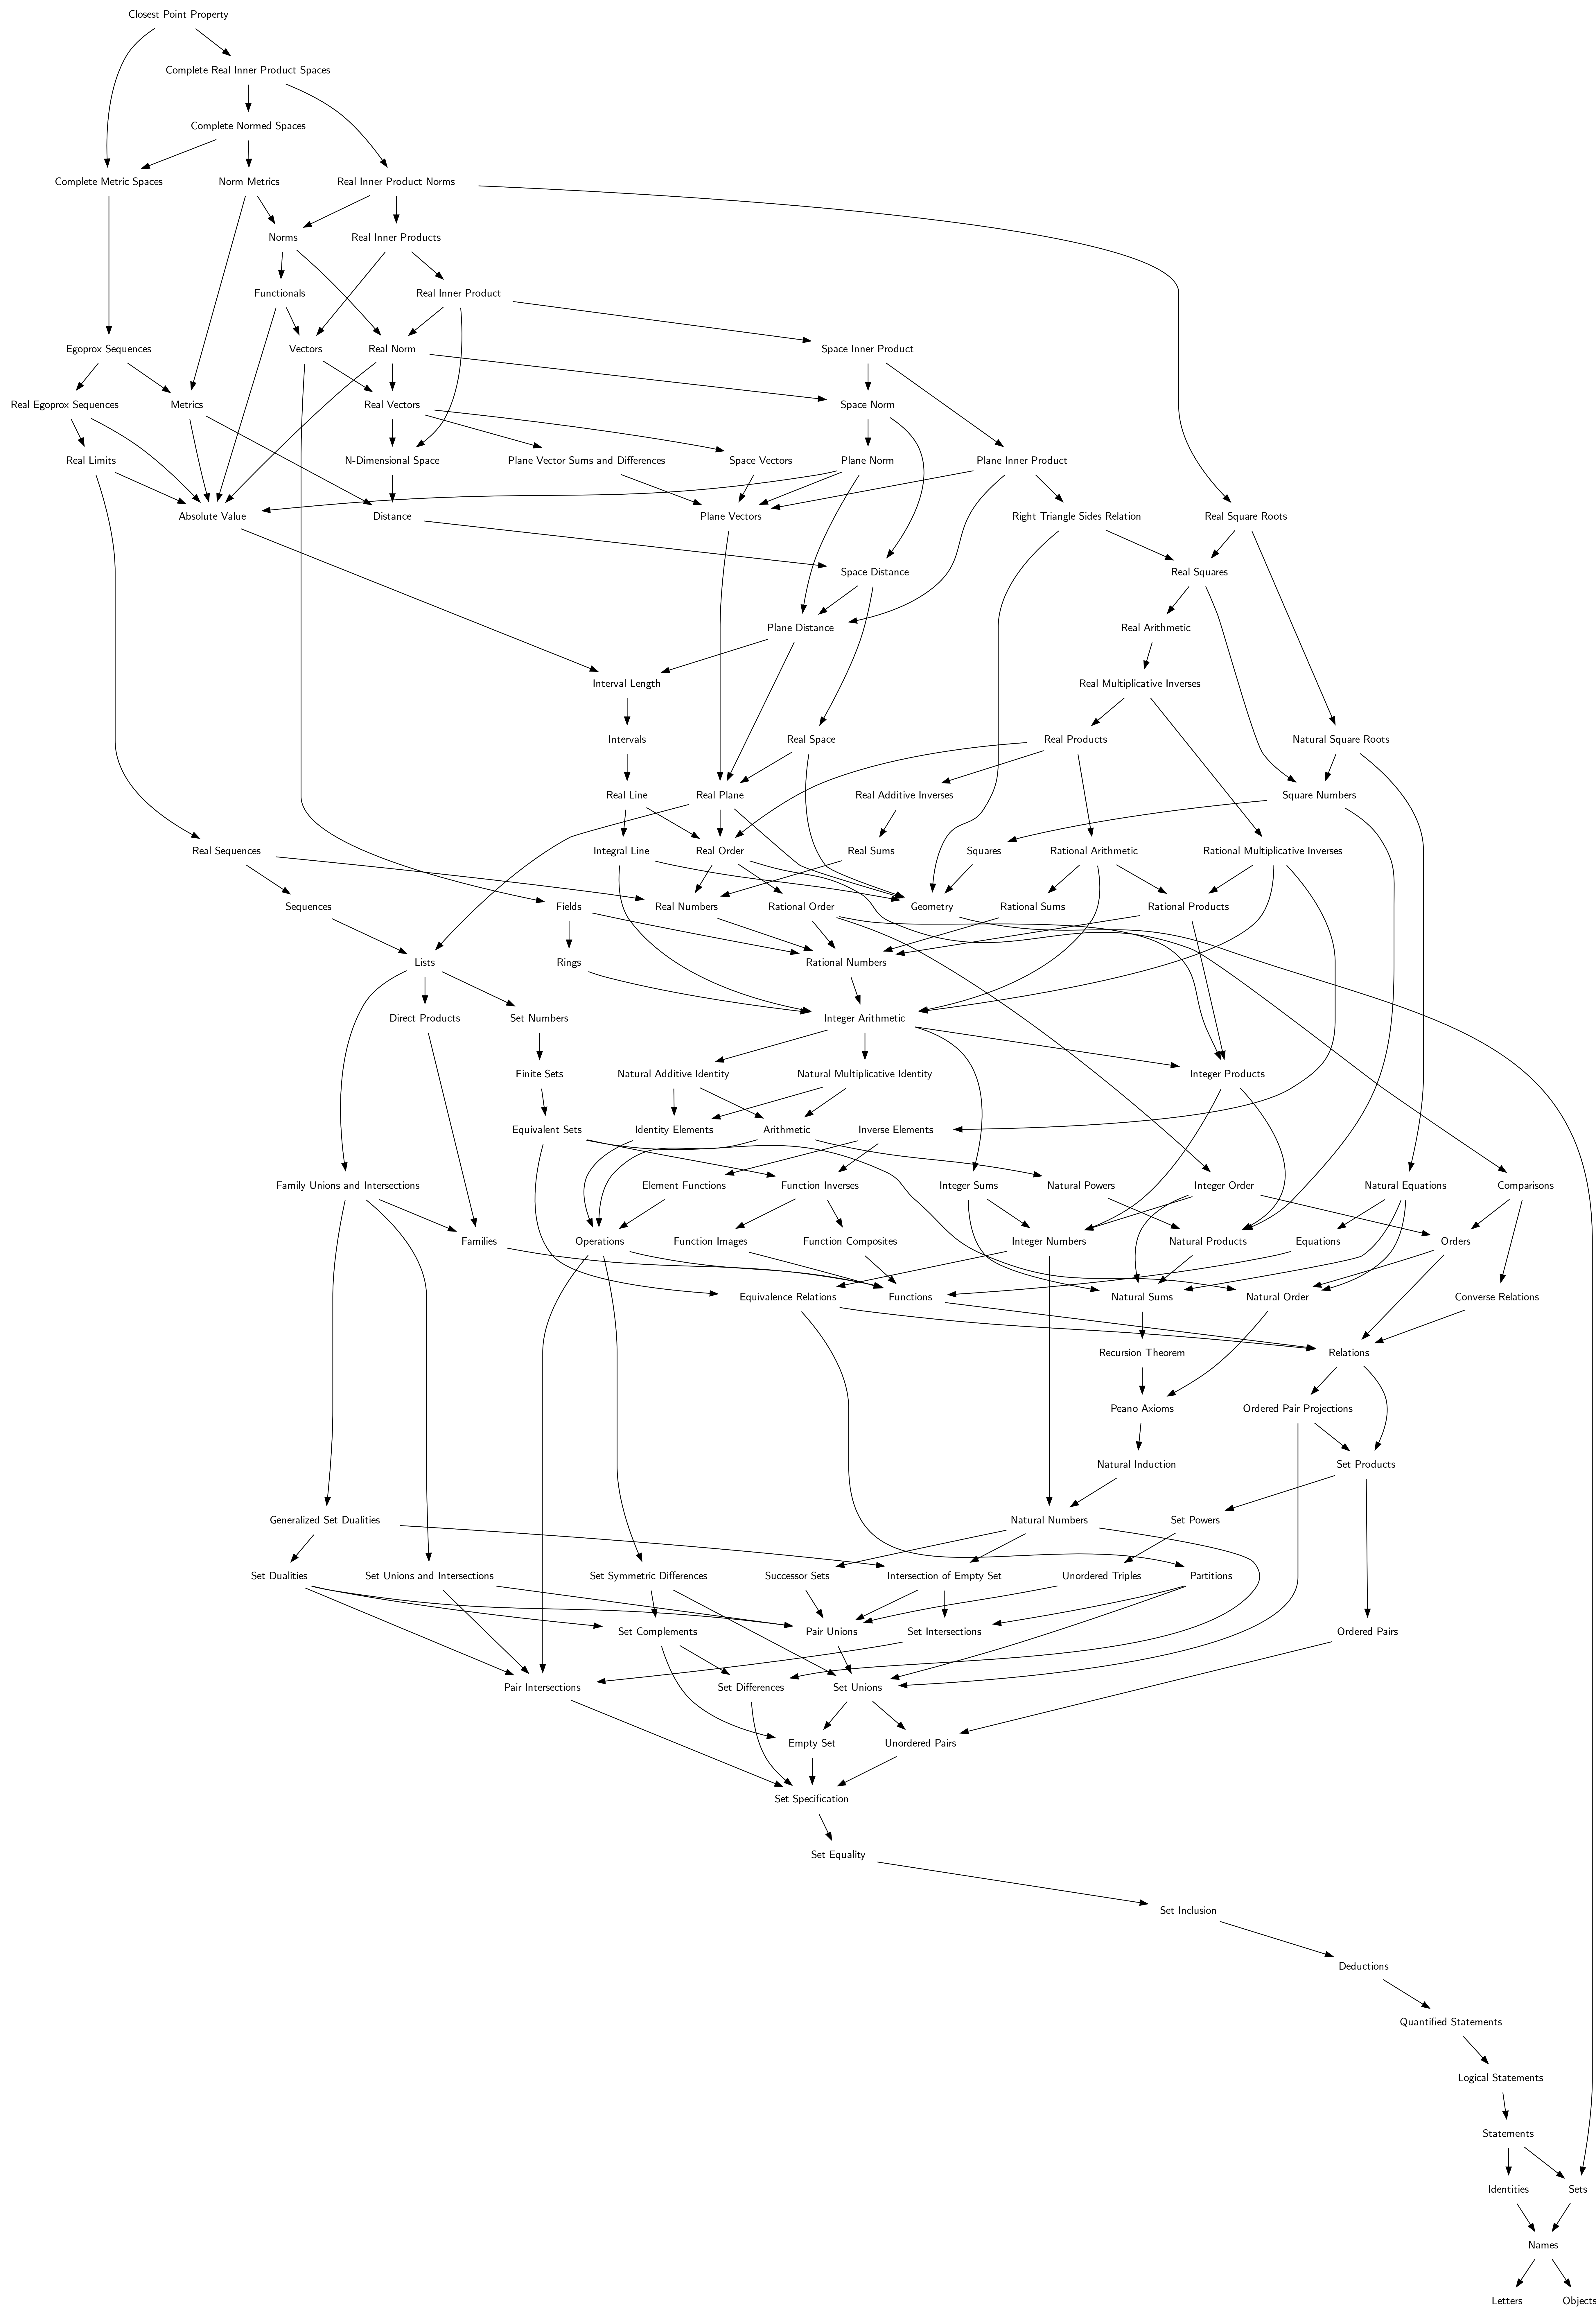 Closest Point Property
Complete Real Inner Product Spaces
Complete Normed Spaces
Complete Metric Spaces
Norm Metrics
Real Inner Product Norms
Norms
Real Inner Products
Functionals
Real Inner Product
Egoprox Sequences
Vectors
Real Norm
Space Inner Product
Real Egoprox Sequences
Metrics
Real Vectors
Space Norm
Real Limits
N-Dimensional Space
Plane Vector Sums and Differences
Space Vectors
Plane Norm
Plane Inner Product
Absolute Value
Distance
Plane Vectors
Right Triangle Sides Relation
Real Square Roots
Space Distance
Real Squares
Plane Distance
Real Arithmetic
Interval Length
Real Multiplicative Inverses
Intervals
Real Space
Real Products
Natural Square Roots
Real Line
Real Plane
Real Additive Inverses
Square Numbers
Real Sequences
Integral Line
Real Order
Real Sums
Squares
Rational Arithmetic
Rational Multiplicative Inverses
Sequences
Fields
Real Numbers
Rational Order
Geometry
Rational Sums
Rational Products
Lists
Rings
Rational Numbers
Direct Products
Set Numbers
Integer Arithmetic
Finite Sets
Natural Additive Identity
Natural Multiplicative Identity
Integer Products
Equivalent Sets
Identity Elements
Arithmetic
Inverse Elements
Family Unions and Intersections
Element Functions
Function Inverses
Integer Sums
Natural Powers
Integer Order
Natural Equations
Comparisons
Families
Operations
Function Images
Function Composites
Integer Numbers
Natural Products
Equations
Orders
Equivalence Relations
Functions
Natural Sums
Natural Order
Converse Relations
Recursion Theorem
Relations
Peano Axioms
Ordered Pair Projections
Natural Induction
Set Products
Generalized Set Dualities
Natural Numbers
Set Powers
Set Dualities
Set Unions and Intersections
Set Symmetric Differences
Successor Sets
Intersection of Empty Set
Unordered Triples
Partitions
Set Complements
Pair Unions
Set Intersections
Ordered Pairs
Pair Intersections
Set Differences
Set Unions
Empty Set
Unordered Pairs
Set Specification
Set Equality
Set Inclusion
Deductions
Quantified Statements
Logical Statements
Statements
Identities
Sets
Names
Letters
Objects